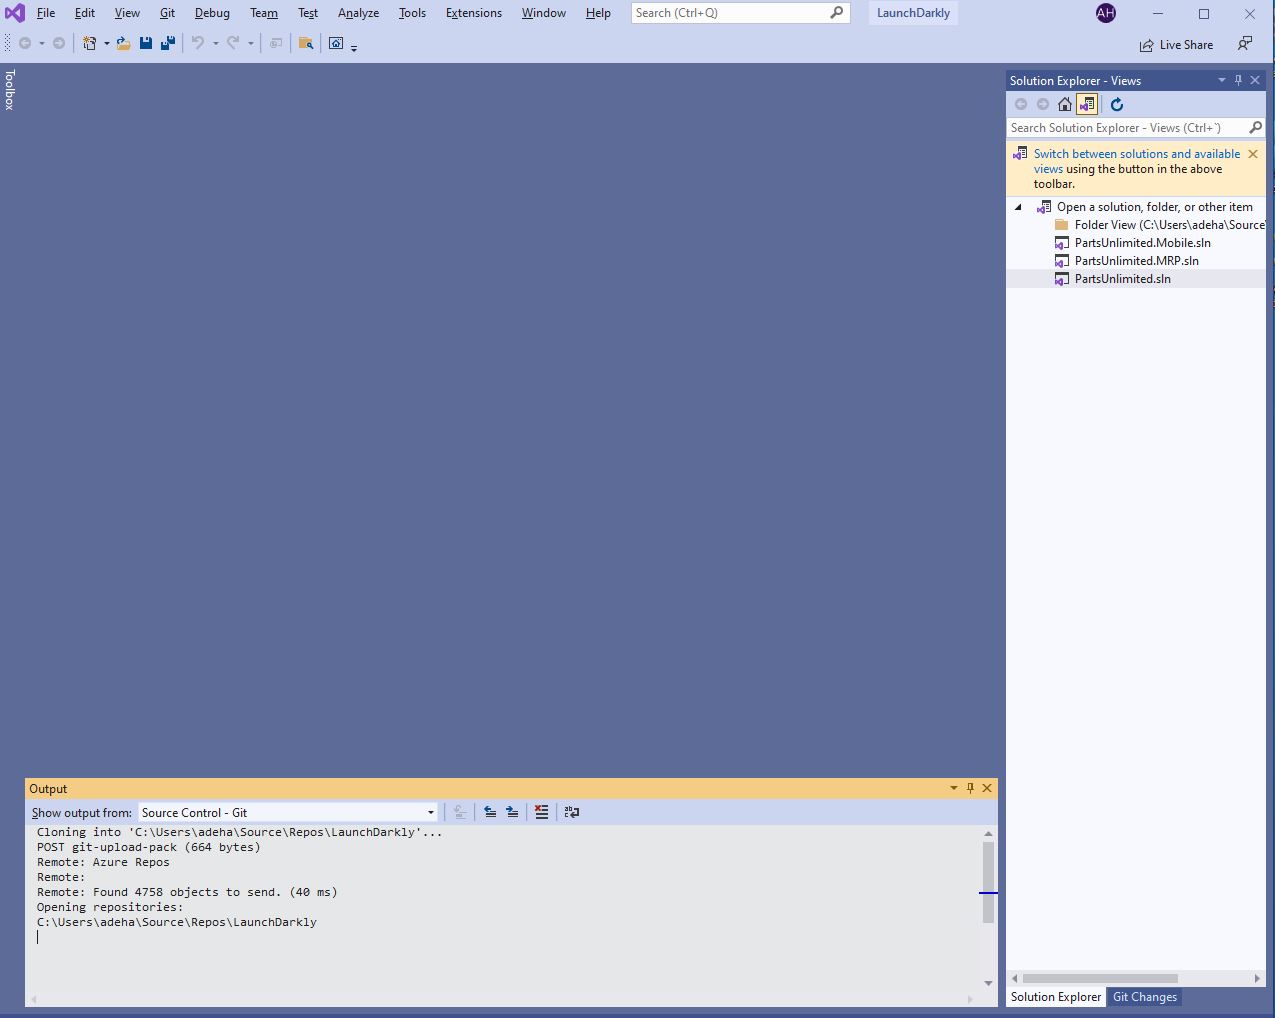 File Edit View Git Debug Team Test Analyze Tools Extensions Window Help Search (Ctrl+Q) LaunchDarkly AH
Live Share
Toolbox
Solution Explorer - Views
Search Solution Explorer - Views (Ctrl+`)
Switch between solutions and available
views using the button in the above
toolbar.
Open a solution, folder, or other item
Folder View (C:\Users\adeha\Source\
PartsUnlimited.Mobile.sln
PartsUnlimited.MRP.sln
PartsUnlimited.sln
Output
Show output from: Source Control - Git
Cloning into 'C:\Users\adeha\Source\Repos\LaunchDarkly'...
POST git-upload-pack (664 bytes)
Remote: Azure Repos
Remote:
Remote: Found 4758 objects to send. (40 ms)
Opening repositories:
C:\Users\adeha\Source\Repos\LaunchDarkly
Solution Explorer Git Changes